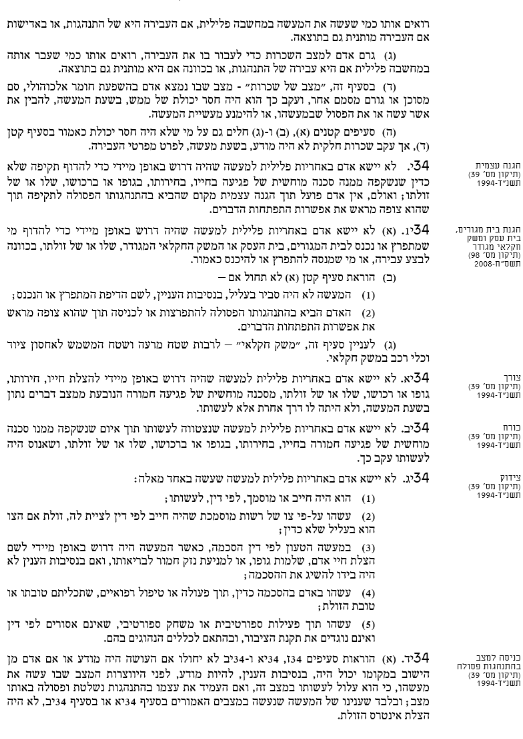 רואים אותו כמי שעשה את המעשה במחשבה פלילית, אם העבירה היא של התנהגות, או באדישות
אם העבירה מותנית גם בתוצאה.
(ג) גרם אדם למצב השכרות כדי לעבור בו את העבירה, רואים אותו כמי שעבר אותה
במחשבה פלילית אם היא עבירה של התנהגות, או בכוונה אם היא מותנית גם בתוצאה.
(ד) בסעיף זה, "מצב של שכרות" - מצב שבו נמצא אדם בהשפעת חומר אלכוהולי, סם
מסוכן או גורם מסמם אחר, ועקב כך הוא היה חסר יכולת של ממש, בשעת המעשה, להבין את
אשר עשה או את הפסול שבמעשהו, או להימנע מעשיית המעשה.
(ה) סעיפים קטנים (א), (ב) ו-(ג) חלים גם על מי שלא היה חסר יכולת כאמור בסעיף קטן
(ד), אך עקב שכרות חלקית לא היה מודע, בשעת מעשה, לפרט מפרטי העבירה.
הגנה עצמית
(תיקון מס' 39)
תשנ"ד-1994
34י. לא יישא אדם באחריות פלילית למעשה שהיה דרוש באופן מיידי כדי להדוף תקיפה שלא
כדין שנשקפה ממנה סכנה מוחשית של פגיעה בחייו, בחירותו, בגופו או ברכושו, שלו או של
זולתו; ואולם, אין אדם פועל תוך הגנה עצמית מקום שהביא בהתנהגותו הפסולה לתקיפה תוך
שהוא צופה מראש את אפשרות התפתחות הדברים.
הגנת בית מגורים,
בית עסק ומשק
חקלאי מגודר
(תיקון מס' 98)
תשס"ח-2008
34י1. (א) לא יישא אדם באחריות פלילית למעשה שהיה דרוש באופן מיידי כדי להדוף מי
שמתפרץ או נכנס לבית המגורים, בית העסק או המשק החקלאי המגודר, שלו או של זולתו, בכוונה
לבצע עבירה, או מי שמנסה להתפרץ או להיכנס כאמור.
(ב) הוראת סעיף קטן (א) לא תחול אם –
(1) המעשה לא היה סביר בעליל, בנסיבות הענין, לשם הדיפת המתפרץ או הנכנס;
(2) האדם הביא בהתנהגותו הפסולה להתפרצות או לכניסה תוך שהוא צופה מראש
את אפשרות התפתחות הדברים.
(ג) לענין סעיף זה, "משק חקלאי" – לרבות שטח מרעה ושטח המשמש לאחסון ציוד
וכלי רכב במשק חקלאי.
צורך
(תיקון מס' 39)
תשנ"ד-1994
34יא. לא יישא אדם באחריות פלילית למעשה שהיה דרוש באופן מיידי להצלת חייו, חירותו,
גופו או רכושו, שלו או של זולתו, מסכנה מוחשית של פגיעה חמורה הנובעת ממצב דברים נתון
בשעת המעשה, ולא היתה לו דרך אחרת אלא לעשותו.
כורח
(תיקון מס' 39)
תשנ"ד-1994
34יב. לא יישא אדם באחריות פלילית למעשה שנצטווה לעשותו תוך איום שנשקפה ממנו סכנה
מוחשית של פגיעה חמורה בחייו, בחירותו, בגופו או ברכושו, שלו או של זולתו, ושאנוס היה
לעשותו עקב כך.
צידוק
(תיקון מס' 39)
תשנ"ד-1994
34יג. לא יישא אדם באחריות פלילית למעשה שעשה באחד מאלה:
(1) הוא היה חייב או מוסמך, לפי דין, לעשותו;
(2) עשהו על-פי צו של רשות מוסמכת שהיה חייב לפי דין לציית לה, זולת אם הצו
הוא בעליל שלא כדין;
(3) במעשה הטעון לפי דין הסכמה, כאשר המעשה היה דרוש באופן מיידי לשם
הצלת חיי אדם, שלמות גופו, או למניעת נזק חמור לבריאותו, ואם בנסיבות הענין לא
היה בידו להשיג את ההסכמה;
(4) עשהו באדם בהסכמה כדין, תוך פעולה או טיפול רפואיים, שתכליתם טובתו או
טובת הזולת;
(5) עשהו תוך פעילות ספורטיבית או משחק ספורטיבי, שאינם אסורים לפי דין
ואינם נוגדים את תקנת הציבור, ובהתאם לכללים הנהוגים בהם.
כניסה למצב
בהתנהגות פסולה
(תיקון מס' 39)
תשנ"ד-1994
34יד. (א) הוראות סעיפים 34ז, 34יא ו-34יב לא יחולו אם העושה היה מודע או אם אדם מן
הישוב במקומו יכול היה, בנסיבות הענין, להיות מודע, לפני היווצרות המצב שבו עשה את
מעשהו, כי הוא עלול לעשותו במצב זה, ואם העמיד את עצמו בהתנהגות נשלטת ופסולה באותו
מצב; ובלבד שענינו של המעשה שנעשה במצבים האמורים בסעיף 34יא או בסעיף 34יב, לא היה
הצלת אינטרס הזולת.